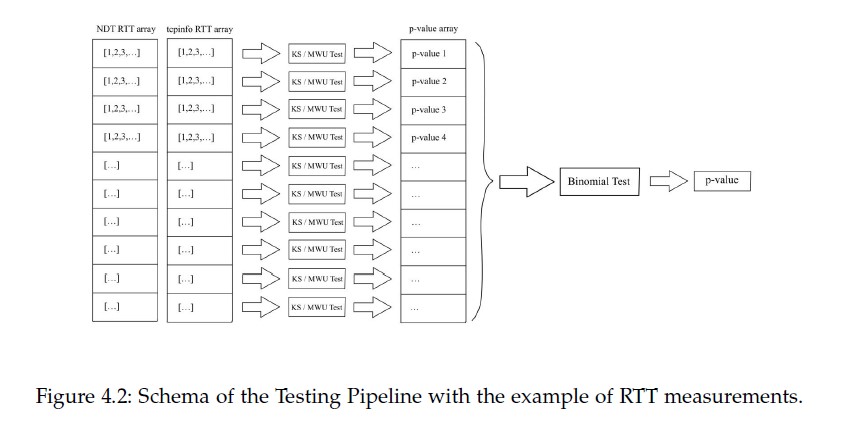 NDT RTT array tcpinfo RTT array p-value array
[1,2,3,...] [1,2,3,...] KS / MWU Test p-value 1
[1,2,3,...] [1,2,3,...] KS / MWU Test p-value 2
[1,2,3,...] [1,2,3,...] KS / MWU Test p-value 3
[1,2,3,...] [1,2,3,...] KS / MWU Test p-value 4
[...] [...] KS / MWU Test ...
Binomial Test p-value
[...] [...] KS / MWU Test ...
[...] [...] KS / MWU Test ...
[...] [...] KS / MWU Test ...
[...] [...] KS / MWU Test ...
[...] [...] KS / MWU Test ...
Figure 4.2: Schema of the Testing Pipeline with the example of RTT measurements.